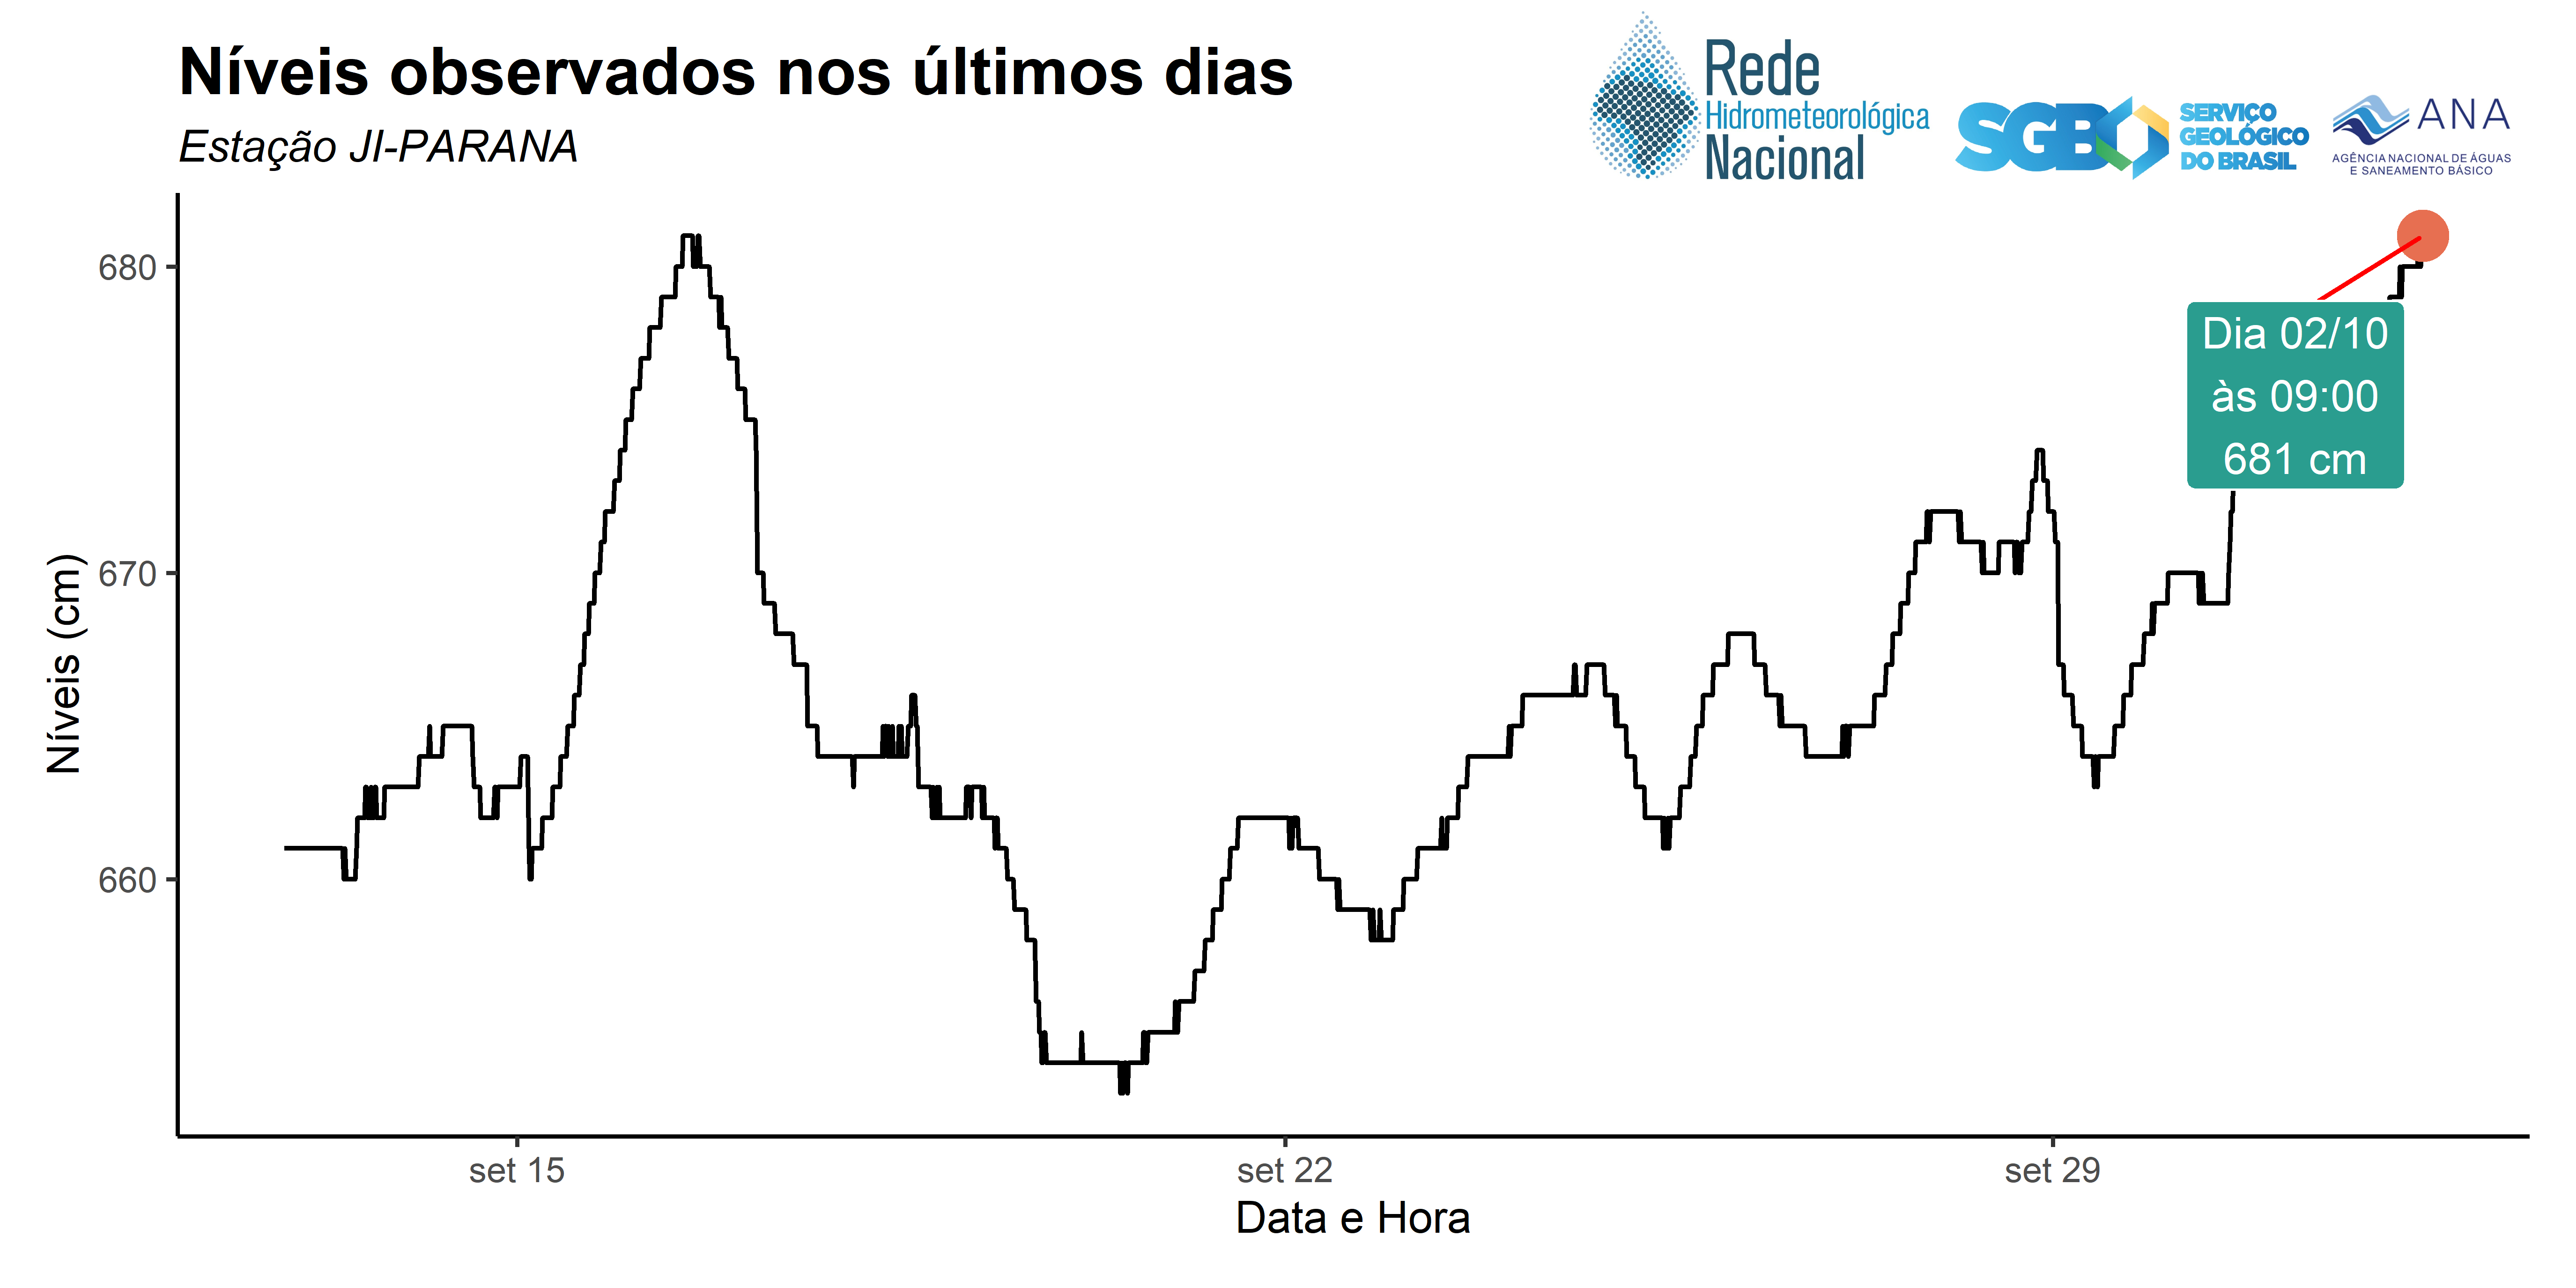 Níveis observados nos últimos dias
Estação JI-PARANA
Rede
Hidrometeorológica
Nacional
SGB
SERVIÇO
GEOLÓGICO
DO BRASIL
ANA
AGÊNCIA NACIONAL DE ÁGUAS
E SANEAMENTO BÁSICO
680
670
660
Níveis (cm)
Dia 02/10
às 09:00
681 cm
set 15
set 22
set 29
Data e Hora